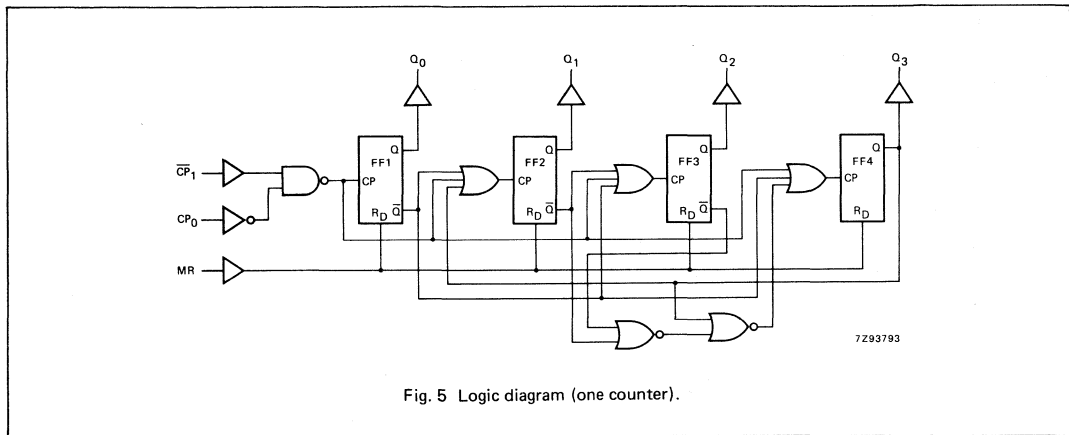 Q0 Q1 Q2 Q3
Q Q Q Q
FF1 FF2 FF3 FF4
CP1
CP CP CP CP
CP0
RD Q RD Q RD Q RD
MR
7Z93793
Fig. 5 Logic diagram (one counter).